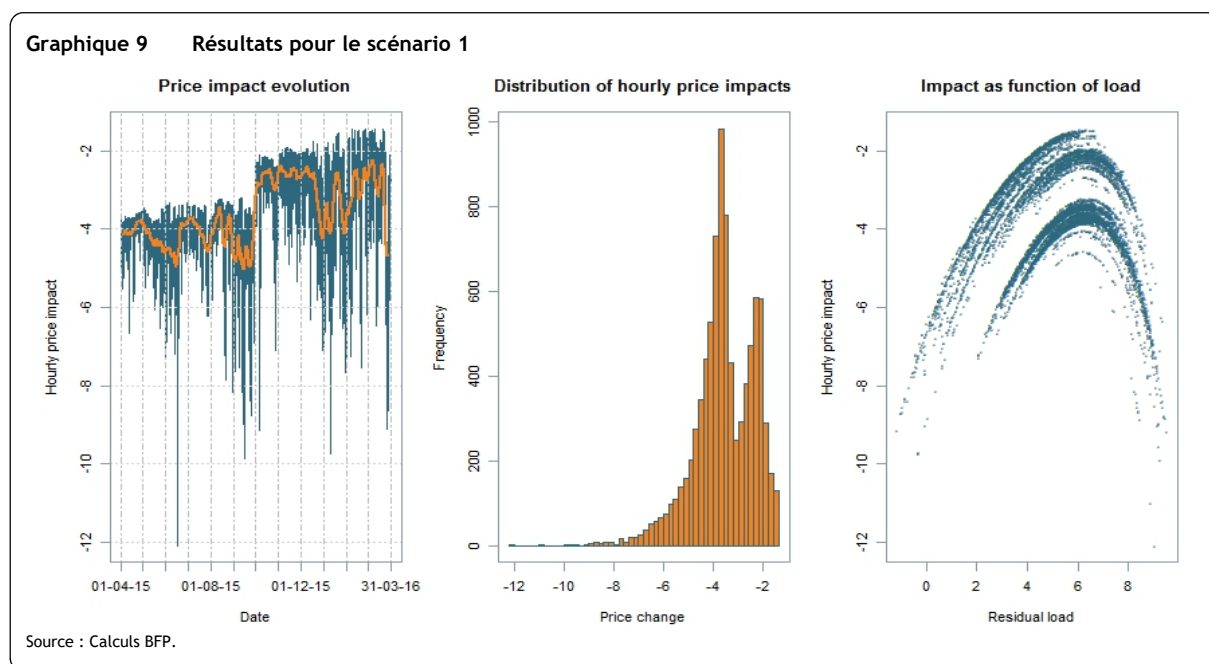 Graphique 9 Résultats pour le scénario 1
Price impact evolution
Hourly price impact
-2
-4
-6
-8
-10
-12
01-04-15 01-08-15 01-12-15 31-03-16
Date
Distribution of hourly price impacts
Frequency
1000
800
600
400
200
0
-12 -10 -8 -6 -4 -2
Price change
Impact as function of load
Hourly price impact
-2
-4
-6
-8
-10
-12
0 2 4 6 8
Residual load
Source : Calculs BFP.